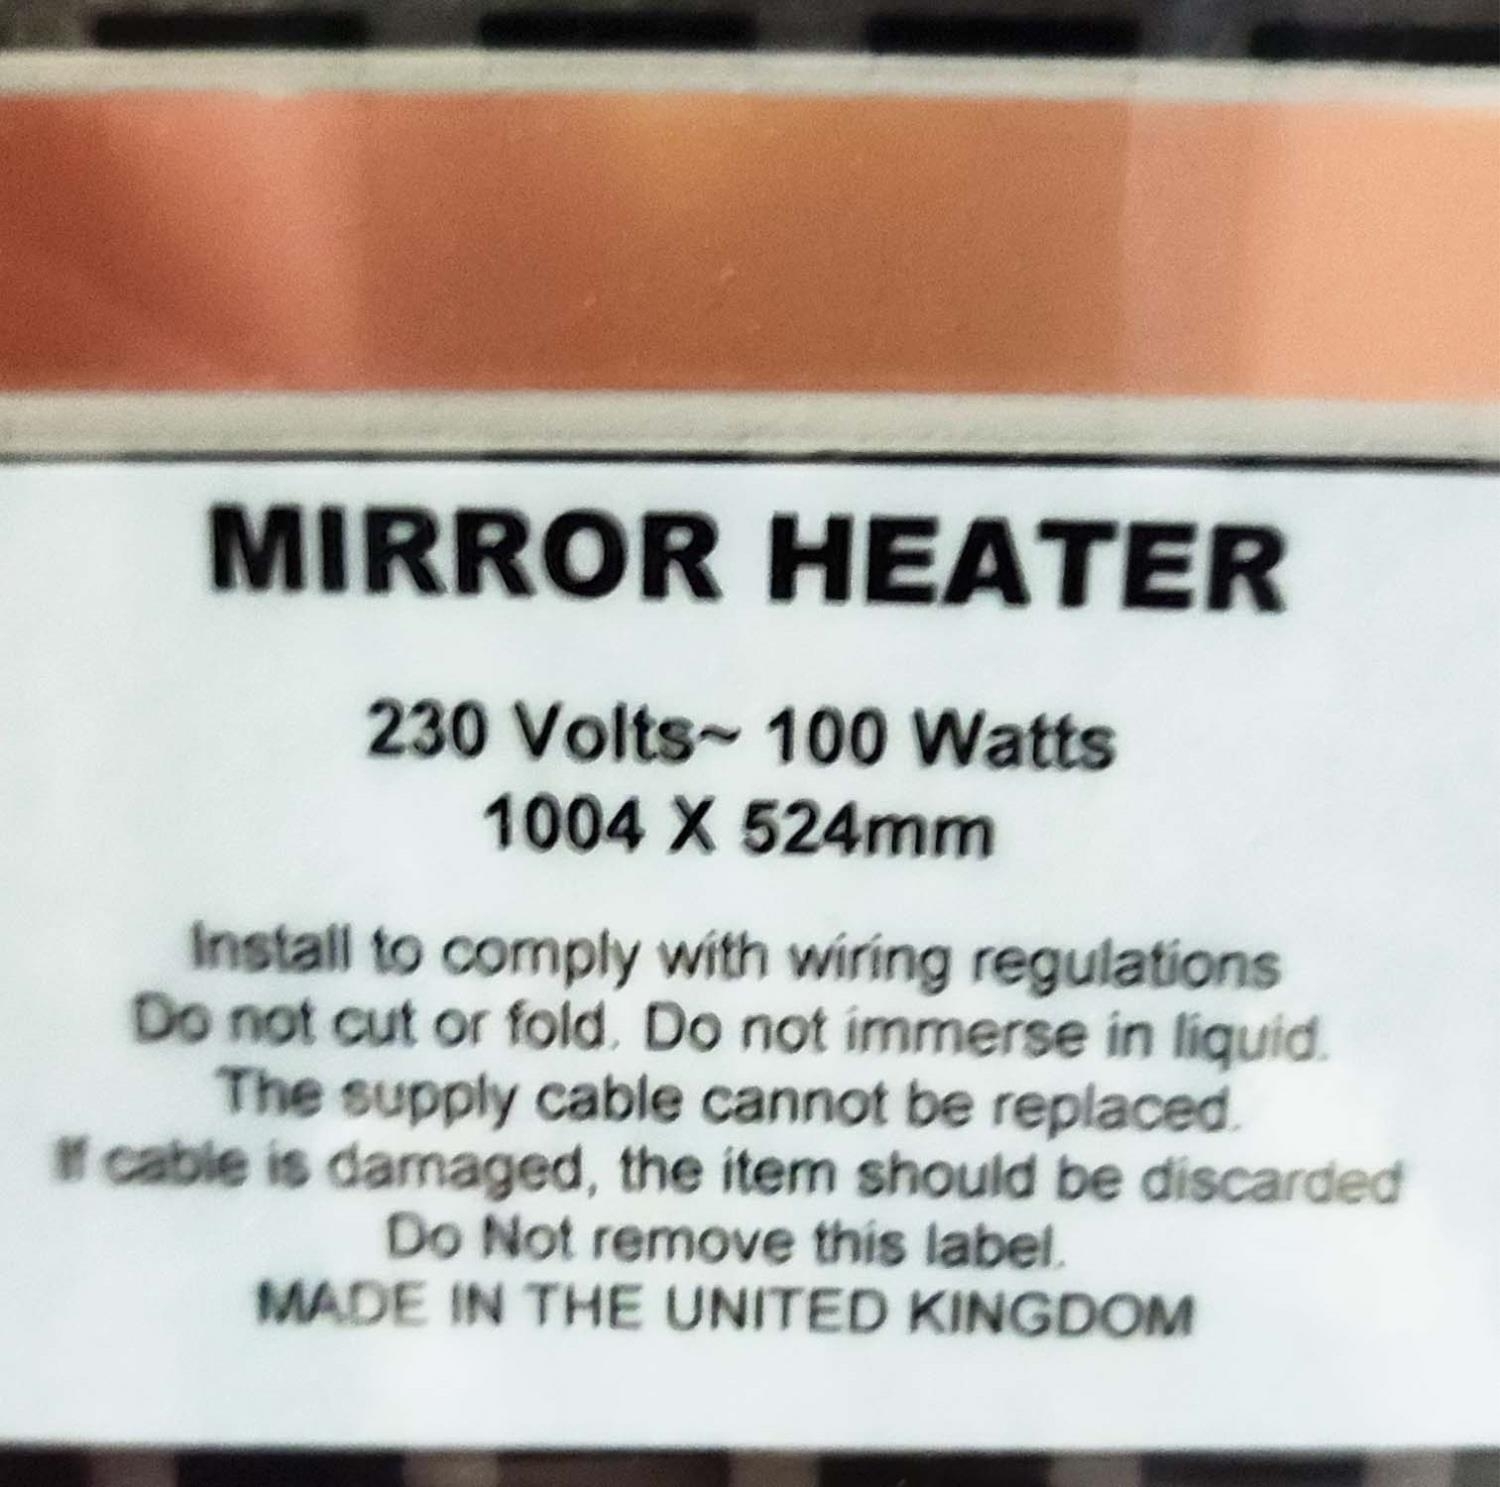 MIRROR HEATER
230 Volts~ 100 Watts
1004 X 524mm
Install to comply with wiring regulations
Do not cut or fold. Do not immerse in liquid.
The supply cable cannot be replaced.
If cable is damaged, the item should be discarded
Do Not remove this label.
MADE IN THE UNITED KINGDOM